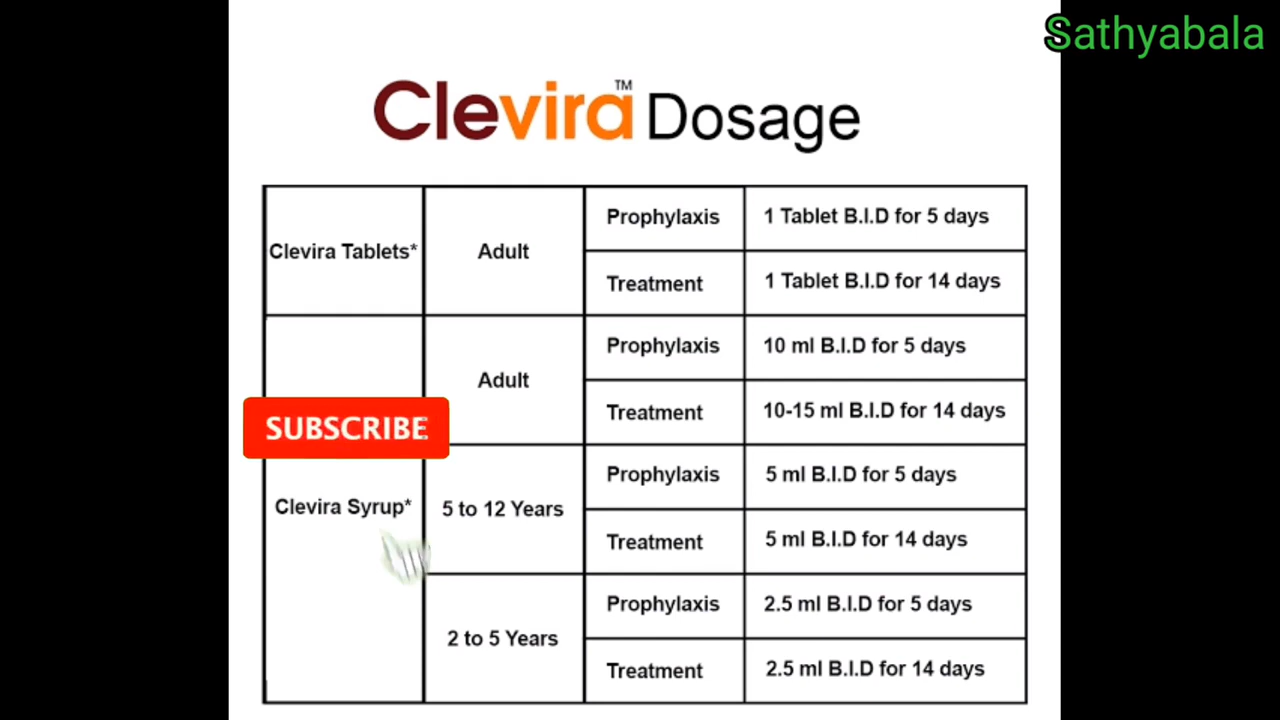 Sathyabala
Clevira™ Dosage
Clevira Tablets*
Adult
Prophylaxis
1 Tablet B.I.D for 5 days
Treatment
1 Tablet B.I.D for 14 days
Clevira Syrup*
Adult
Prophylaxis
10 ml B.I.D for 5 days
Treatment
10-15 ml B.I.D for 14 days
SUBSCRIBE
5 to 12 Years
Prophylaxis
5 ml B.I.D for 5 days
Treatment
5 ml B.I.D for 14 days
2 to 5 Years
Prophylaxis
2.5 ml B.I.D for 5 days
Treatment
2.5 ml B.I.D for 14 days